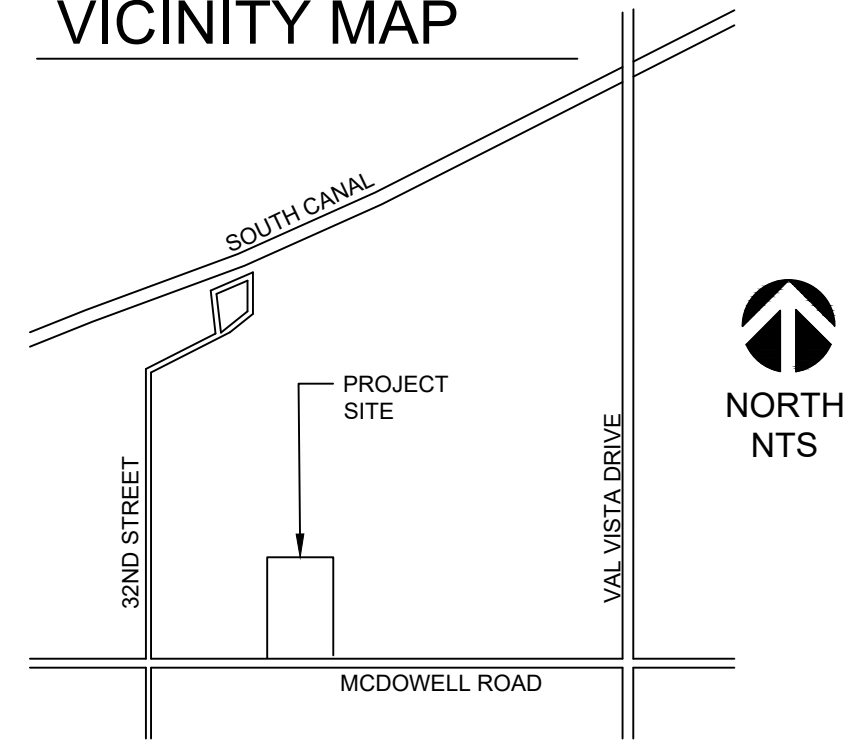 VICINITY MAP
SOUTH CANAL
PROJECT
SITE
NORTH
NTS
32ND STREET
VAL VISTA DRIVE
MCDOWELL ROAD